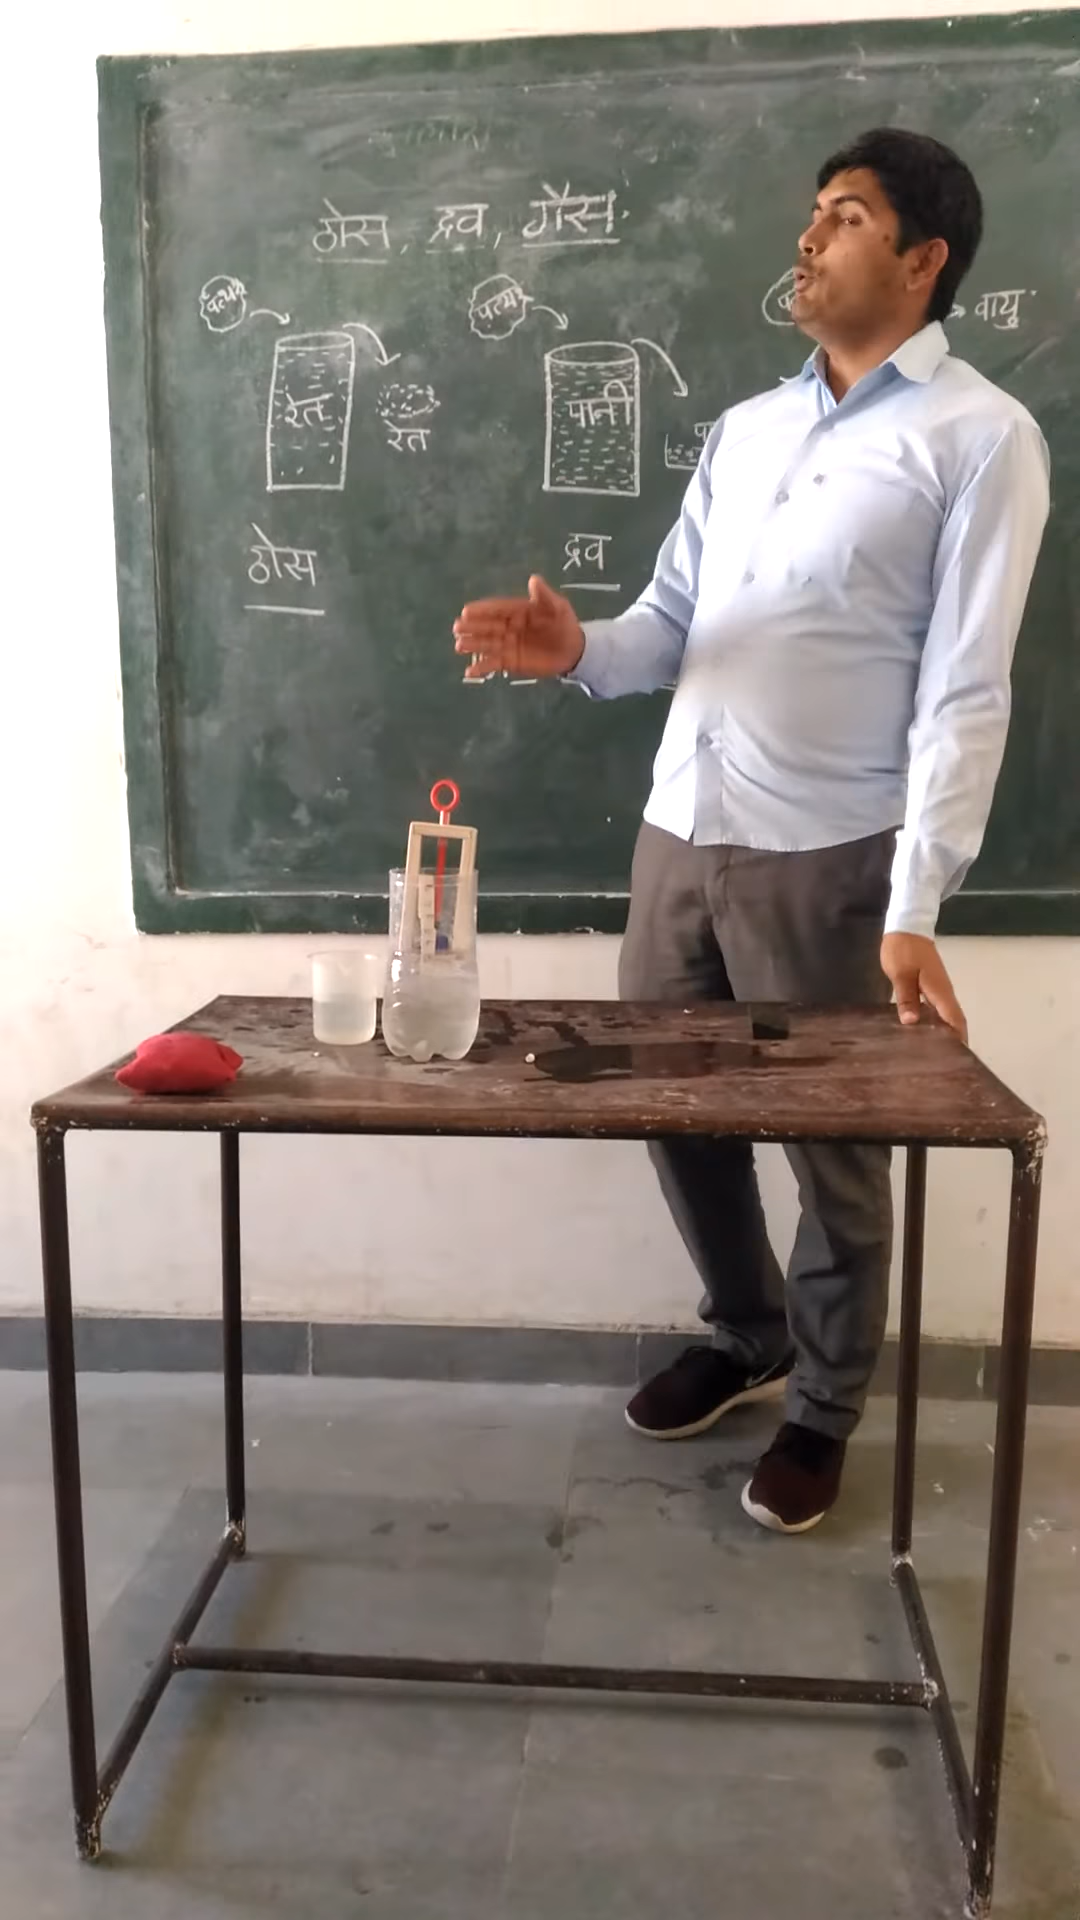 ठोस, द्रव, गैस
पत्थर
पत्थर
वायु
रेत
रेत
पानी
ठोस
द्रव